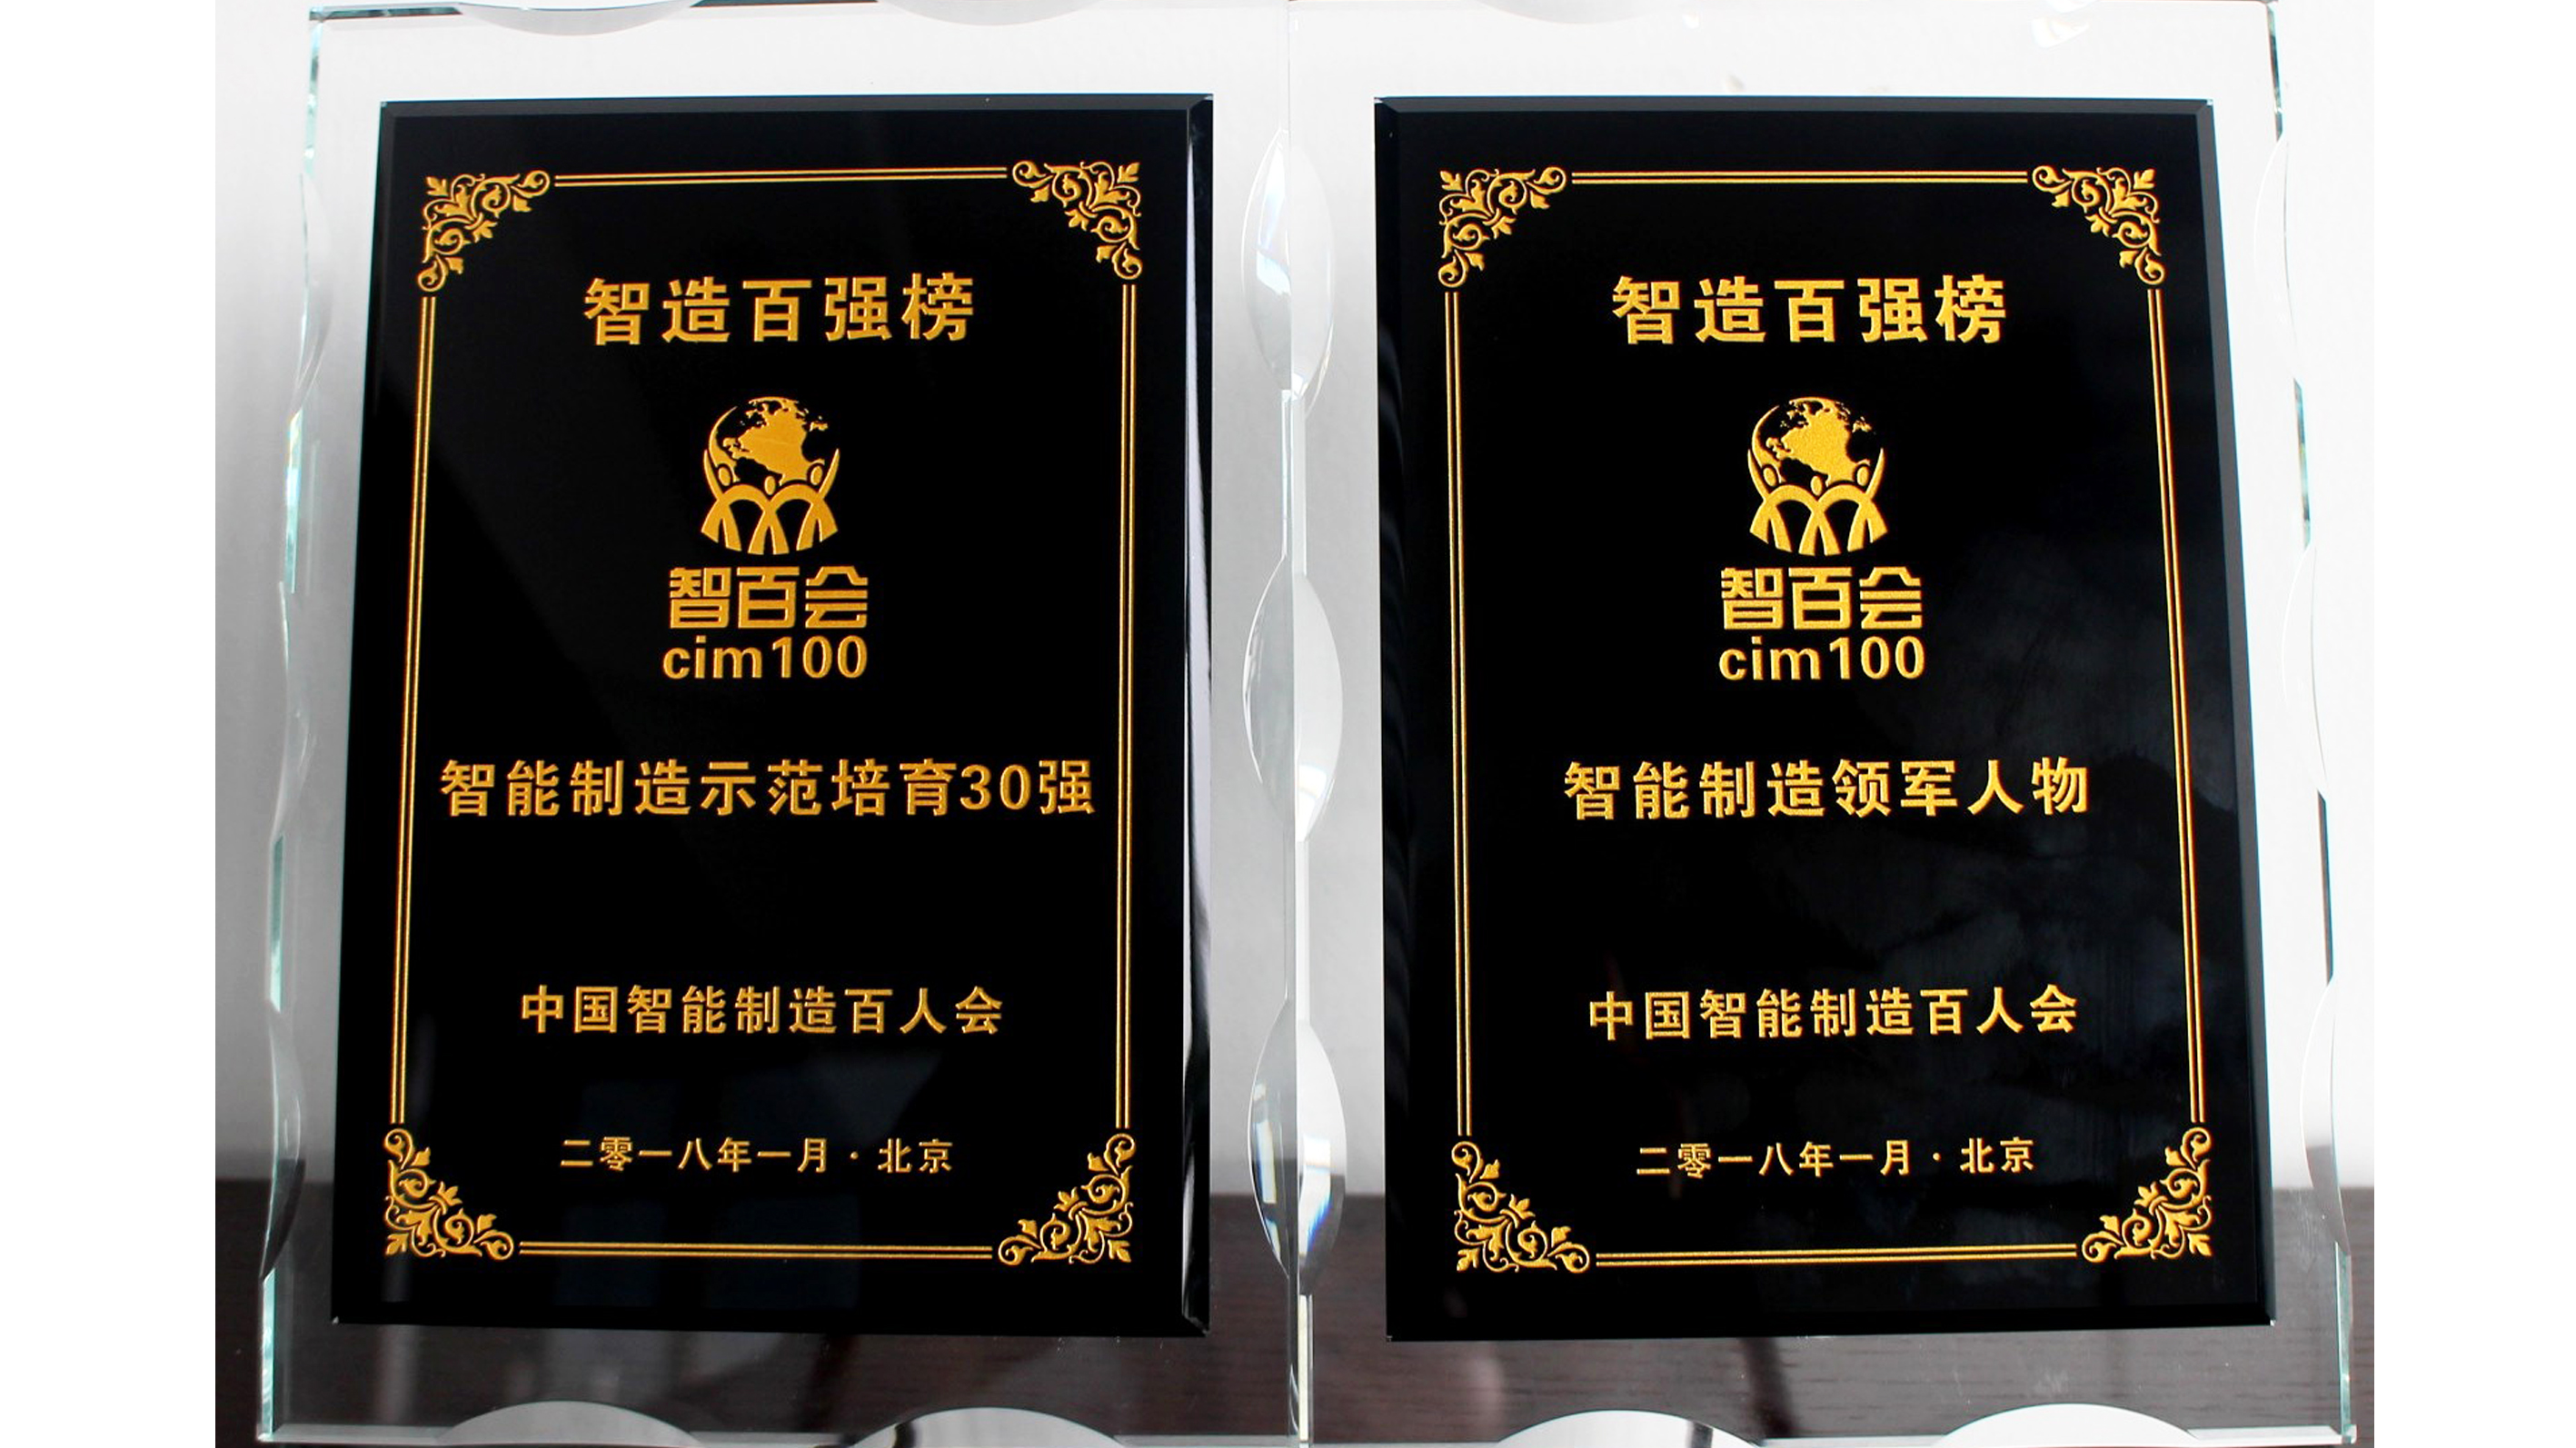 智造百强榜
智百会
cim100
智能制造示范培育30强
中国智能制造百人会
二零一八年一月·北京
智造百强榜
智百会
cim100
智能制造领军人物
中国智能制造百人会
二零一八年一月·北京